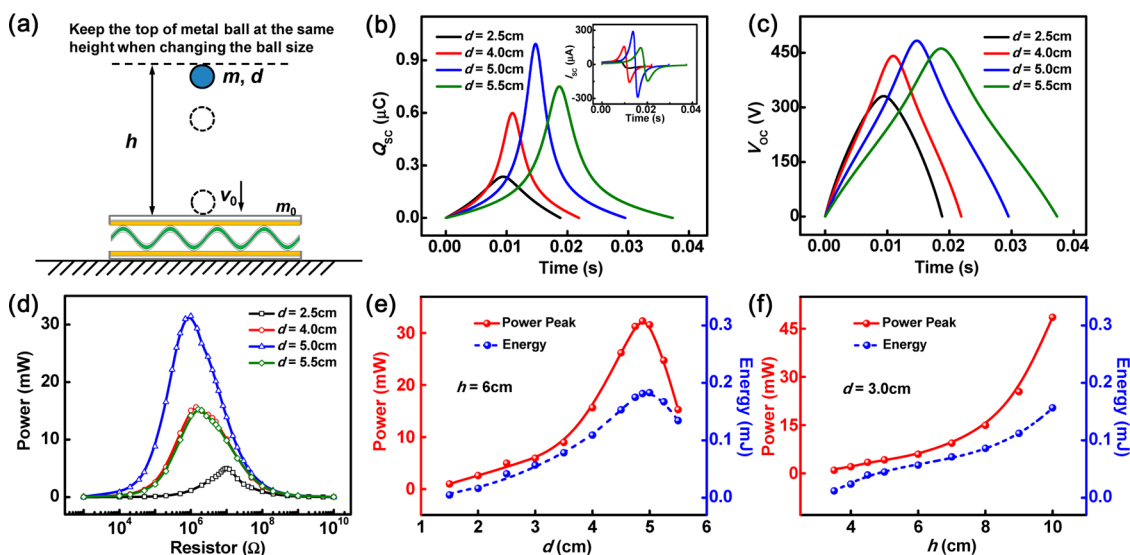 (a)
Keep the top of metal ball at the same
height when changing the ball size
m, d
h
v0
m0
(b)
Qsc (μC)
0.9
0.6
0.3
0.0
d = 2.5cm
d = 4.0cm
d = 5.0cm
d = 5.5cm
Isc (μA)
300
0
-300
0.00 0.02 0.04
Time (s)
0.00 0.01 0.02 0.03 0.04
Time (s)
(c)
Voc (V)
450
300
150
0
d = 2.5cm
d = 4.0cm
d = 5.0cm
d = 5.5cm
0.00 0.01 0.02 0.03 0.04
Time (s)
(d)
Power (mW)
30
20
10
0
d = 2.5cm
d = 4.0cm
d = 5.0cm
d = 5.5cm
10^4 10^6 10^8 10^10
Resistor (Ω)
(e)
Power (mW)
30
20
10
0
Power Peak
Energy
h = 6cm
0.3
0.2
0.1
0.0
Energy (mJ)
1 2 3 4 5 6
d (cm)
(f)
Power (mW)
45
30
15
0
Power Peak
Energy
d = 3.0cm
0.3
0.2
0.1
0.0
Energy (mJ)
4 6 8 10
h (cm)